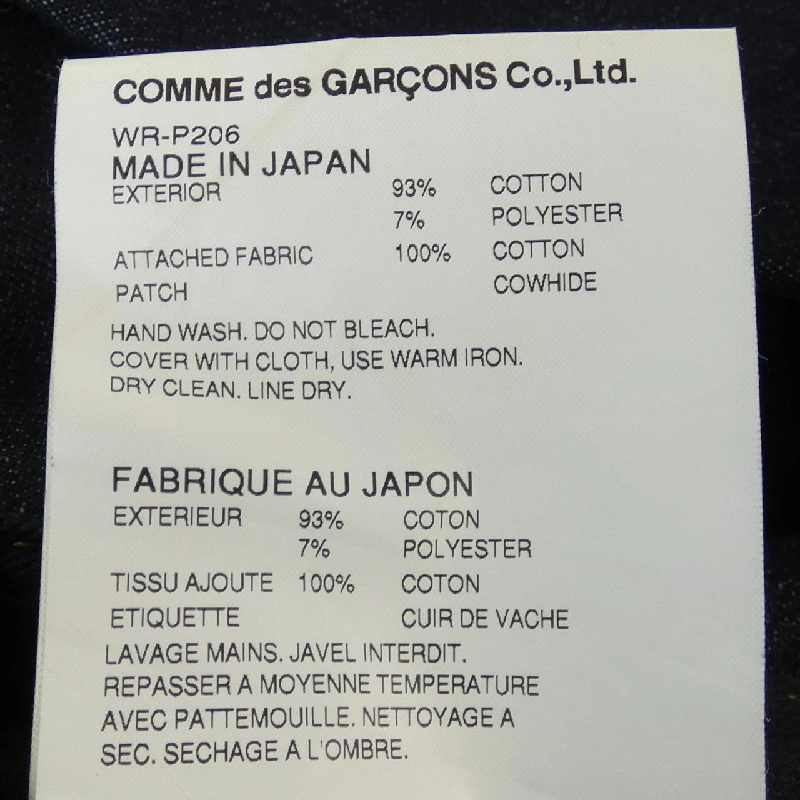 COMME des GARÇONS Co.,Ltd.
WR-P206
MADE IN JAPAN
EXTERIOR 93% COTTON
7% POLYESTER
ATTACHED FABRIC 100% COTTON
PATCH COWHIDE
HAND WASH. DO NOT BLEACH.
COVER WITH CLOTH, USE WARM IRON.
DRY CLEAN. LINE DRY.
FABRIQUE AU JAPON
EXTERIEUR 93% COTON
7% POLYESTER
TISSU AJOUTE 100% COTON
ETIQUETTE CUIR DE VACHE
LAVAGE MAINS. JAVEL INTERDIT.
REPASSER A MOYENNE TEMPERATURE
AVEC PATTEMOUILLE. NETTOYAGE A
SEC. SECHAGE A L'OMBRE.